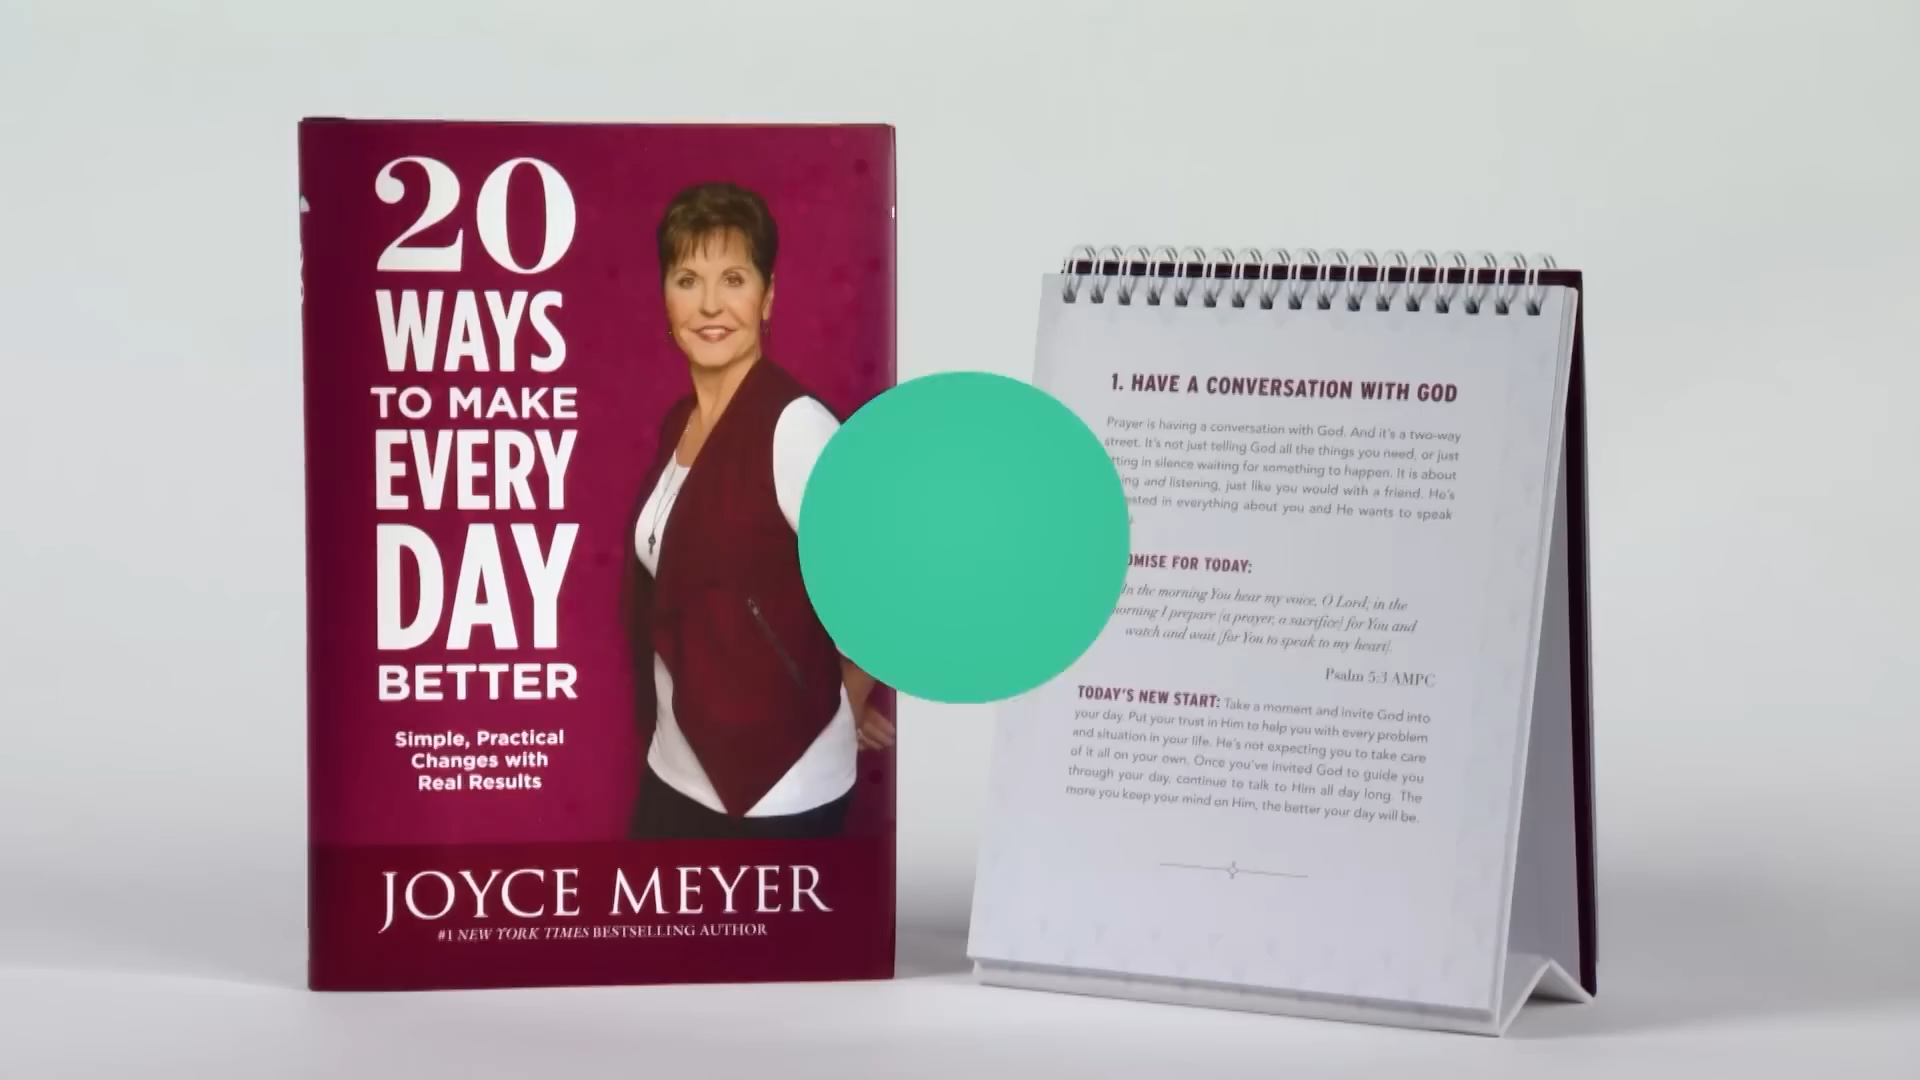 20
WAYS
TO MAKE
EVERY
DAY
BETTER
Simple, Practical
Changes with
Real Results
JOYCE MEYER
#1 NEW YORK TIMES BESTSELLING AUTHOR
1. HAVE A CONVERSATION WITH GOD
Prayer is having a conversation with God. And it's a two-way
street. It's not just telling God all the things you need, or just
in silence waiting for something to happen. It is about
and listening, just like you would with a friend. He's
in everything about you and He wants to speak
FOR TODAY:
In the morning You hear my voice, O Lord; in the
I prepare [a prayer, a sacrifice] for You and
watch and wait [for You to speak to my heart].
Psalm 5:3 AMPC
TODAY'S NEW START: Take a moment and invite God into
your day. Put your trust in Him to help you with every problem
and situation in your life. He's not expecting you to take care
of it all on your own. Once you've invited God to guide you
through your day, continue to talk to Him all day long. The
more you keep your mind on Him, the better your day will be.